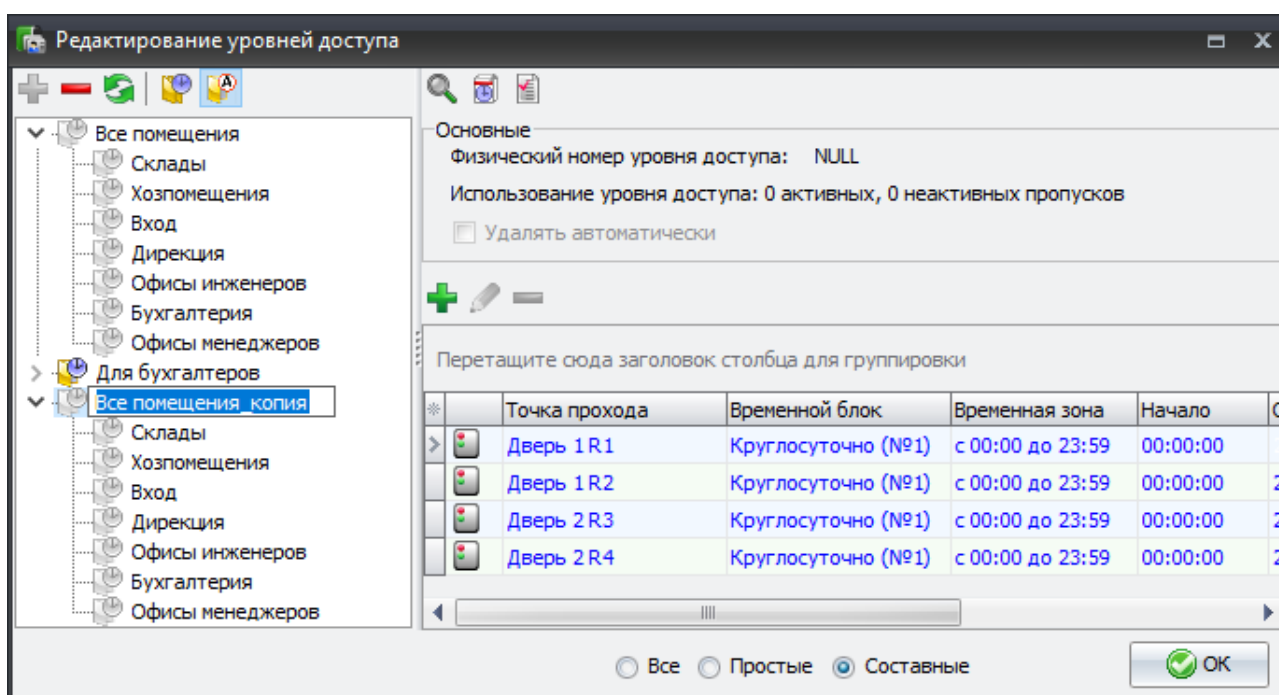 Редактирование уровней доступа
Все помещения
Склады
Хозпомещения
Вход
Дирекция
Офисы инженеров
Бухгалтерия
Офисы менеджеров
Для бухгалтеров
Все помещения_копия
Склады
Хозпомещения
Вход
Дирекция
Офисы инженеров
Бухгалтерия
Офисы менеджеров
Основные
Физический номер уровня доступа: NULL
Использование уровня доступа: 0 активных, 0 неактивных пропусков
Удалять автоматически
Перетащите сюда заголовок столбца для группировки
Точка прохода Временной блок Временная зона Начало
Дверь 1 R1 Круглосуточно (№1) с 00:00 до 23:59 00:00:00
Дверь 1 R2 Круглосуточно (№1) с 00:00 до 23:59 00:00:00
Дверь 2 R3 Круглосуточно (№1) с 00:00 до 23:59 00:00:00
Дверь 2 R4 Круглосуточно (№1) с 00:00 до 23:59 00:00:00
Все Простые Составные OK